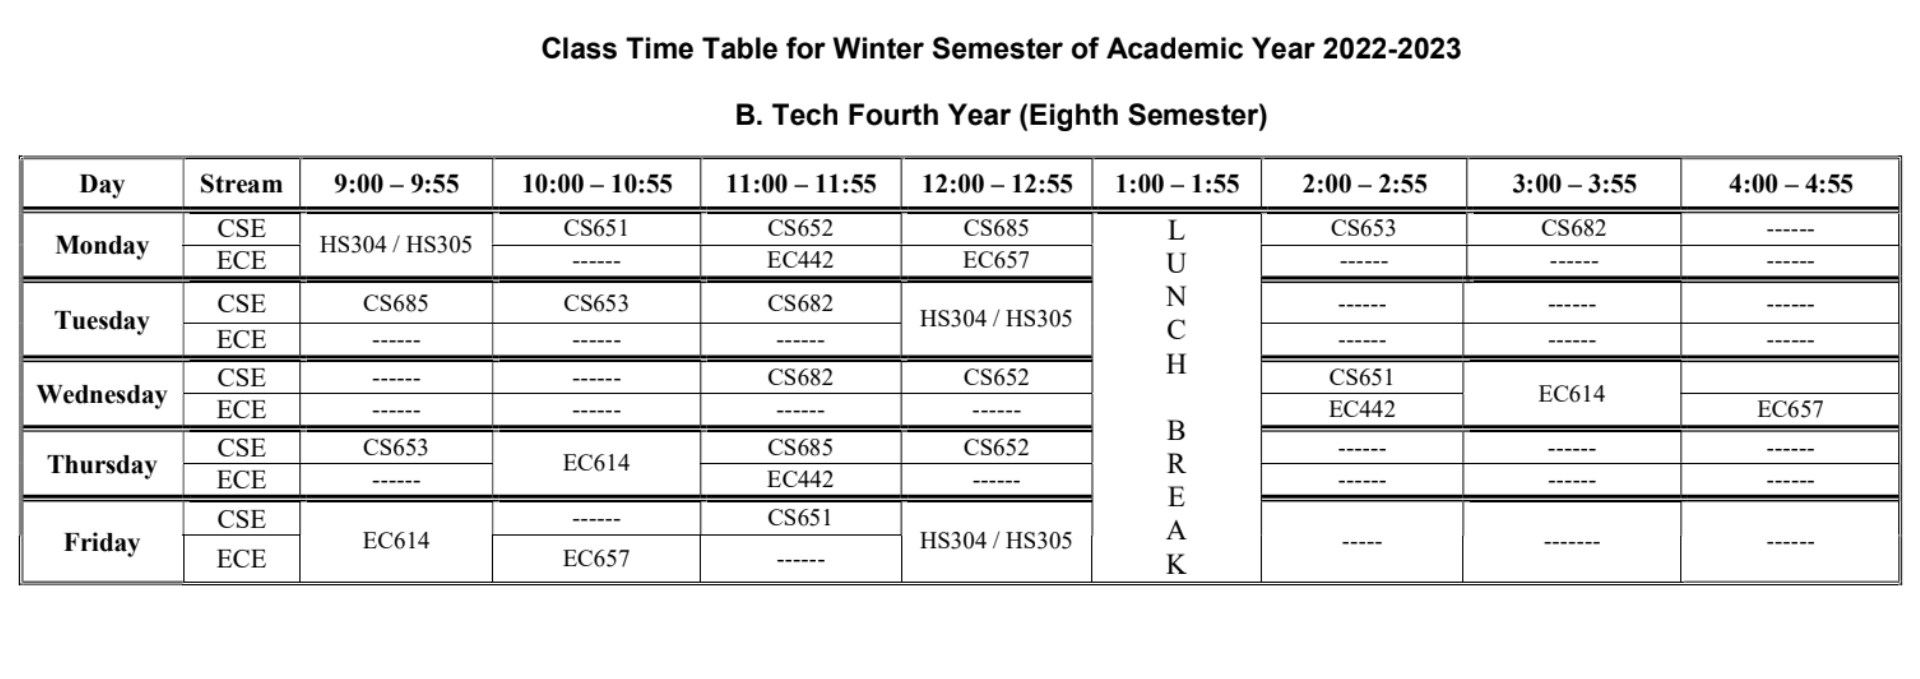 Class Time Table for Winter Semester of Academic Year 2022-2023
B. Tech Fourth Year (Eighth Semester)
Day Stream 9:00 – 9:55 10:00 – 10:55 11:00 – 11:55 12:00 – 12:55 1:00 – 1:55 2:00 – 2:55 3:00 – 3:55 4:00 – 4:55
Monday CSE HS304 / HS305 CS651 CS652 CS685 LUNCH BREAK CS653 CS682 ------
ECE ------ EC442 EC657 ------ ------ ------
Tuesday CSE CS685 CS653 CS682 HS304 / HS305 ------ ------ ------
ECE ------ ------ ------ ------ ------ ------
Wednesday CSE ------ ------ CS682 CS652 CS651 EC614
ECE ------ ------ ------ ------ EC442 EC657
Thursday CSE CS653 EC614 CS685 CS652 ------ ------ ------
ECE ------ EC442 ------ ------ ------ ------
Friday CSE EC614 ------ CS651 HS304 / HS305 ----- ------- ------
ECE EC657 ------